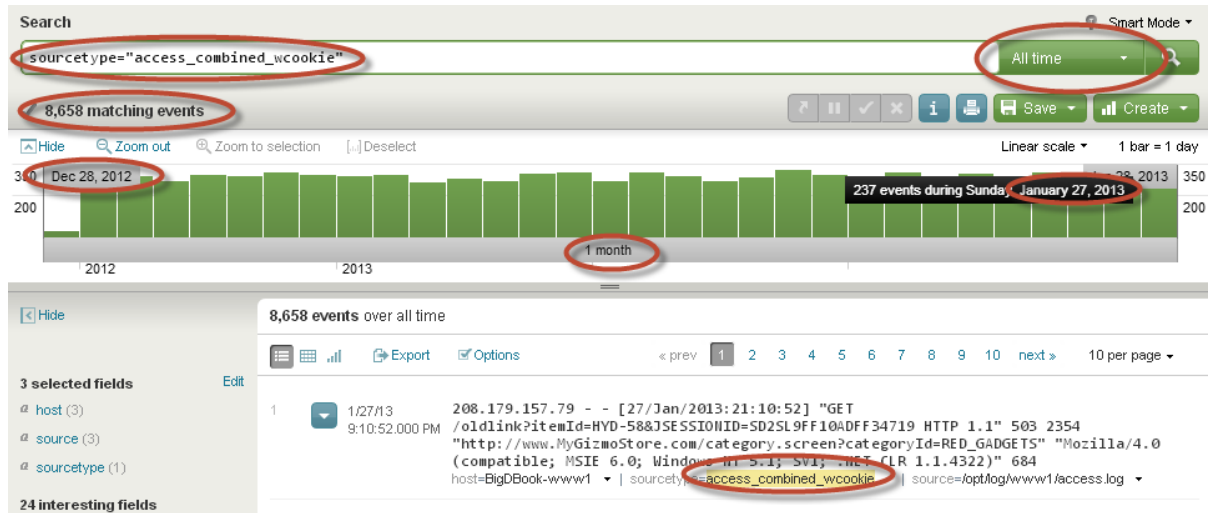 Search
Smart Mode
sourcetype="access_combined_wcookie"
All time
8,658 matching events
i
Save
Create
Hide
Zoom out
Zoom to selection
[..] Deselect
Linear scale
1 bar = 1 day
350
Dec 28, 2012
28, 2013
350
237 events during Sunday, January 27, 2013
200
200
1 month
2012
2013
Hide
8,658 events over all time
Export
Options
« prev
1
2
3
4
5
6
7
8
9
10
next »
10 per page
3 selected fields
Edit
a host (3)
a source (3)
a sourcetype (1)
24 interesting fields
1
1/27/13
9:10:52.000 PM
208.179.157.79 - - [27/Jan/2013:21:10:52] "GET
/oldlink?itemId=HYD-58&JSESSIONID=SD2SL9FF10ADFF34719 HTTP 1.1" 503 2354
"http://www.MyGizmoStore.com/category.screen?categoryId=RED_GADGETS" "Mozilla/4.0
(compatible; MSIE 6.0; Windows NT 5.1; SV1; .NET CLR 1.1.4322)" 684
host=BigDBook-www1 | sourcetype=access_combined_wcookie | source=/opt/log/www1/access.log